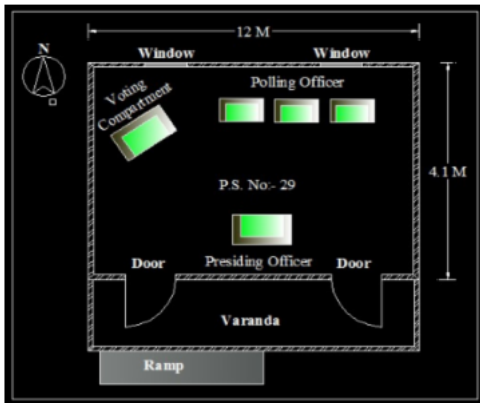 12 M
N
Window
Window
Voting
Compartment
Polling Officer
4.1 M
P.S. No:- 29
Door
Presiding Officer
Door
Varanda
Ramp